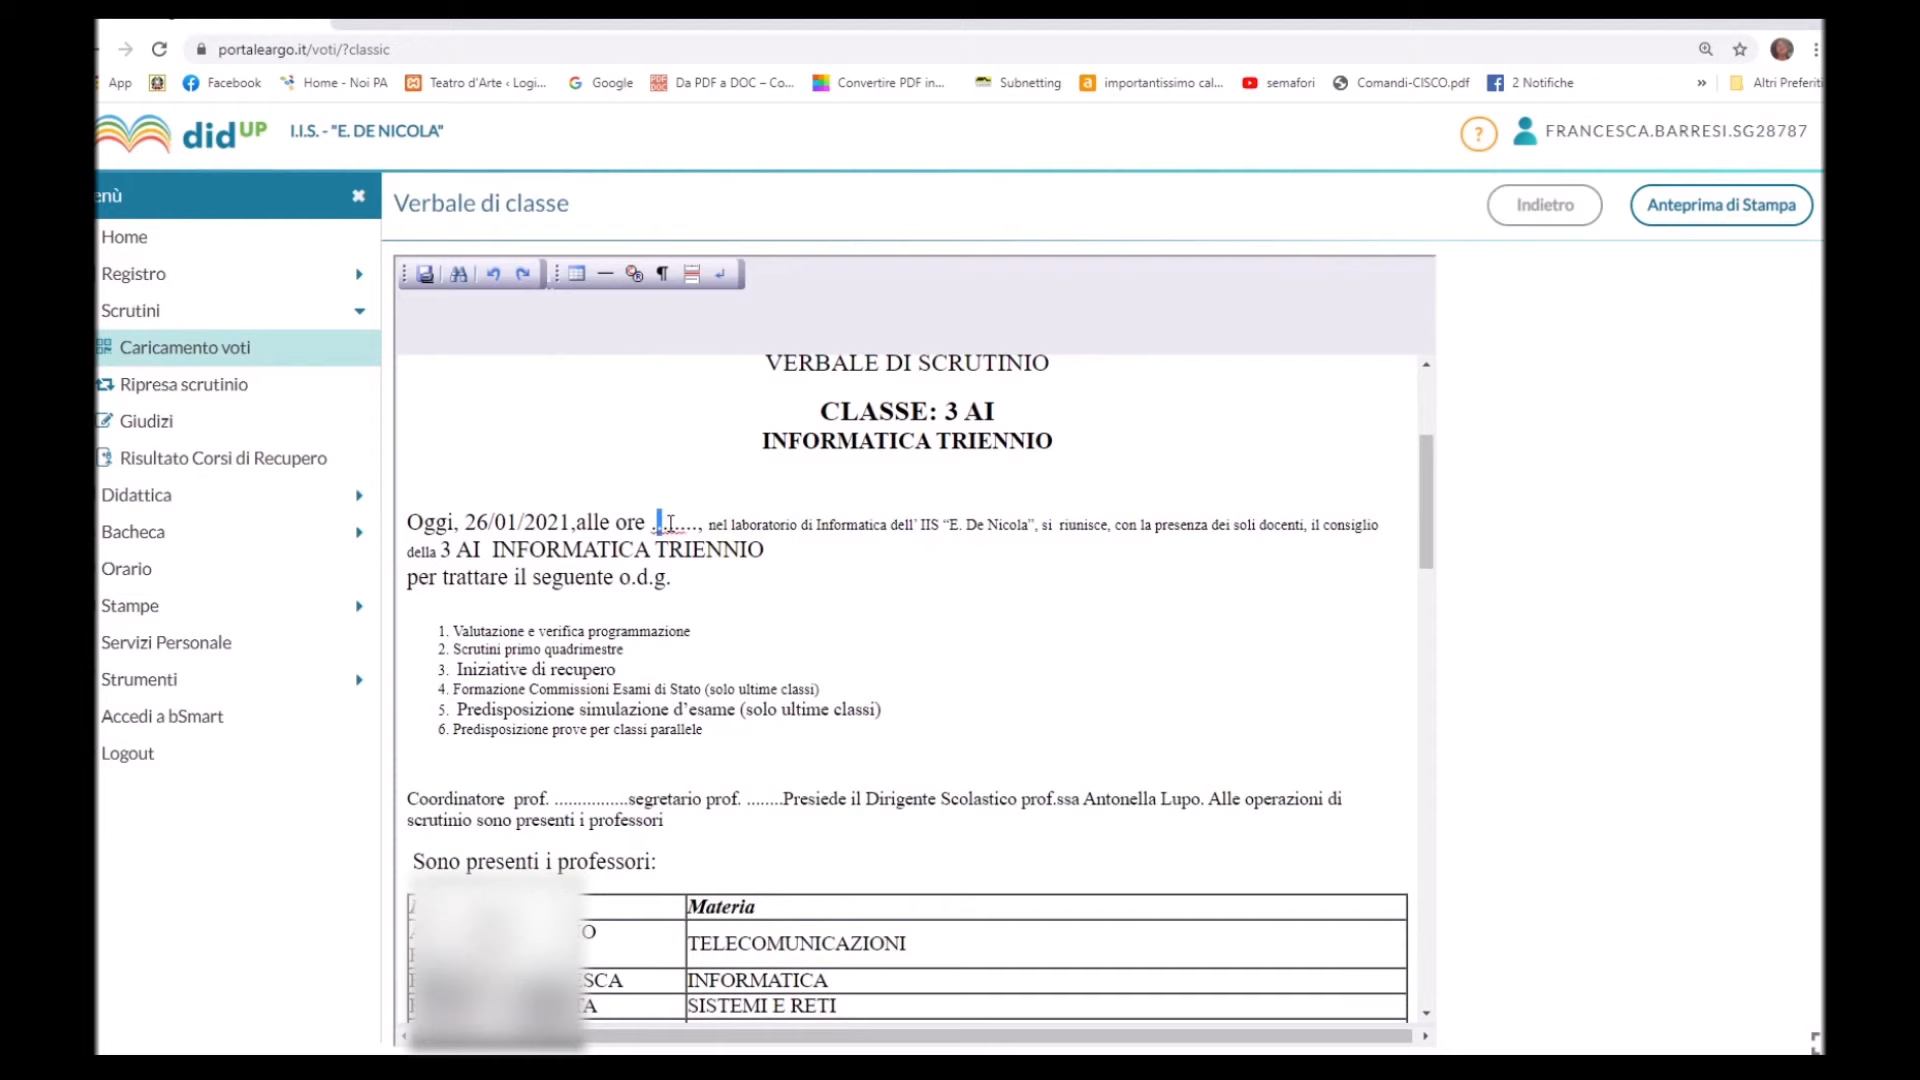 portaleargo.it/voti/?classic
App Facebook Home - Noi PA Teatro d'Arte ‹ Logi... Google Da PDF a DOC – Co... Convertire PDF in... Subnetting importantissimo cal... semafori Comandi-CISCO.pdf 2 Notifiche » Altri Preferiti
didUP I.I.S. - "E. DE NICOLA" ? FRANCESCA.BARRESI.SG28787
enù
Verbale di classe Indietro Anteprima di Stampa
Home
Registro
Scrutini
Caricamento voti
Ripresa scrutinio
Giudizi
Risultato Corsi di Recupero
Didattica
Bacheca
Orario
Stampe
Servizi Personale
Strumenti
Accedi a bSmart
Logout
VERBALE DI SCRUTINIO
CLASSE: 3 AI
INFORMATICA TRIENNIO
Oggi, 26/01/2021,alle ore ........, nel laboratorio di Informatica dell' IIS “E. De Nicola”, si riunisce, con la presenza dei soli docenti, il consiglio
della 3 AI INFORMATICA TRIENNIO
per trattare il seguente o.d.g.
1. Valutazione e verifica programmazione
2. Scrutini primo quadrimestre
3. Iniziative di recupero
4. Formazione Commissioni Esami di Stato (solo ultime classi)
5. Predisposizione simulazione d’esame (solo ultime classi)
6. Predisposizione prove per classi parallele
Coordinatore prof. ................segretario prof. ........Presiede il Dirigente Scolastico prof.ssa Antonella Lupo. Alle operazioni di
scrutinio sono presenti i professori
Sono presenti i professori:
Materia
O TELECOMUNICAZIONI
SCA INFORMATICA
TA SISTEMI E RETI